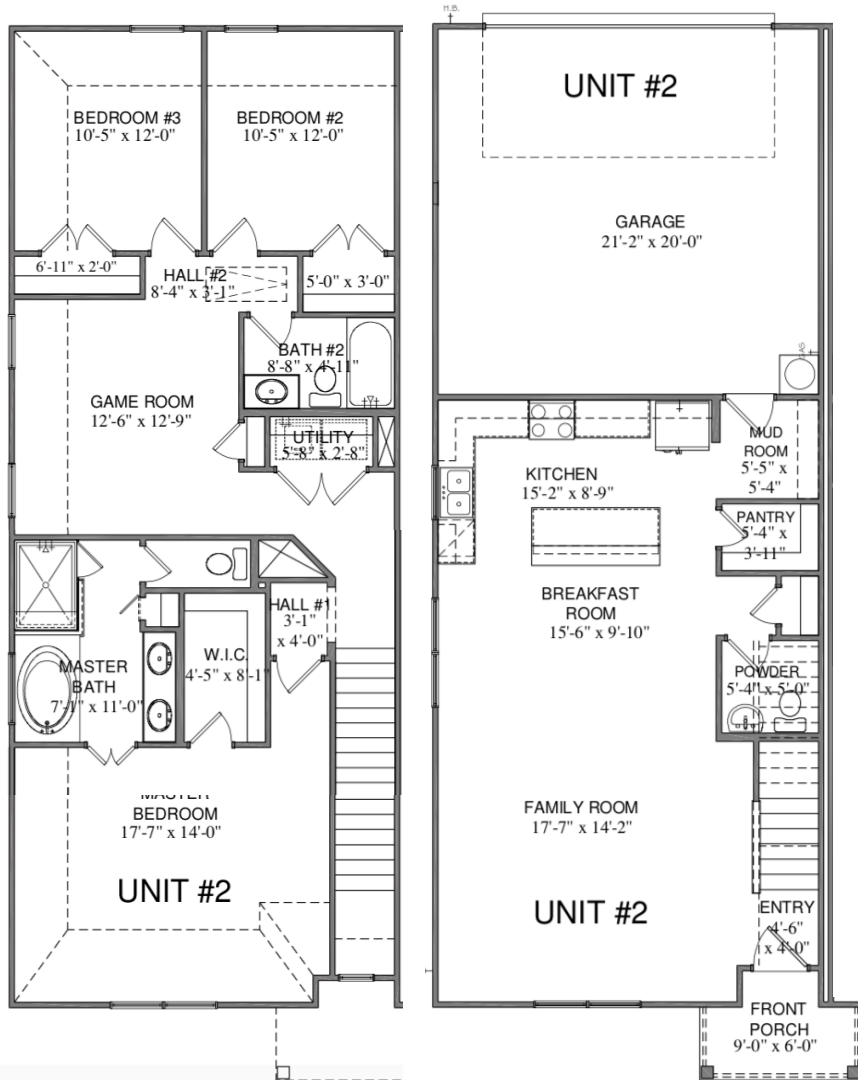 BEDROOM #3
10'-5" x 12'-0"
BEDROOM #2
10'-5" x 12'-0"
6'-11" x 2'-0"
HALL #2
8'-4" x 3'-1"
5'-0" x 3'-0"
BATH #2
8'-8" x 4'-11"
GAME ROOM
12'-6" x 12'-9"
UTILITY
5'-8" x 2'-8"
HALL #1
3'-1"
x 4'-0"
W.I.C.
4'-5" x 8'-1"
MASTER
BATH
7'-1" x 11'-0"
MASTER
BEDROOM
17'-7" x 14'-0"
UNIT #2
H.B.
UNIT #2
GARAGE
21'-2" x 20'-0"
GAS
MUD
ROOM
5'-5" x
5'-4"
KITCHEN
15'-2" x 8'-9"
PANTRY
5'-4" x
3'-11"
BREAKFAST
ROOM
15'-6" x 9'-10"
POWDER
5'-4" x 5'-0"
FAMILY ROOM
17'-7" x 14'-2"
UNIT #2
ENTRY
4'-6"
x 4'-0"
FRONT
PORCH
9'-0" x 6'-0"